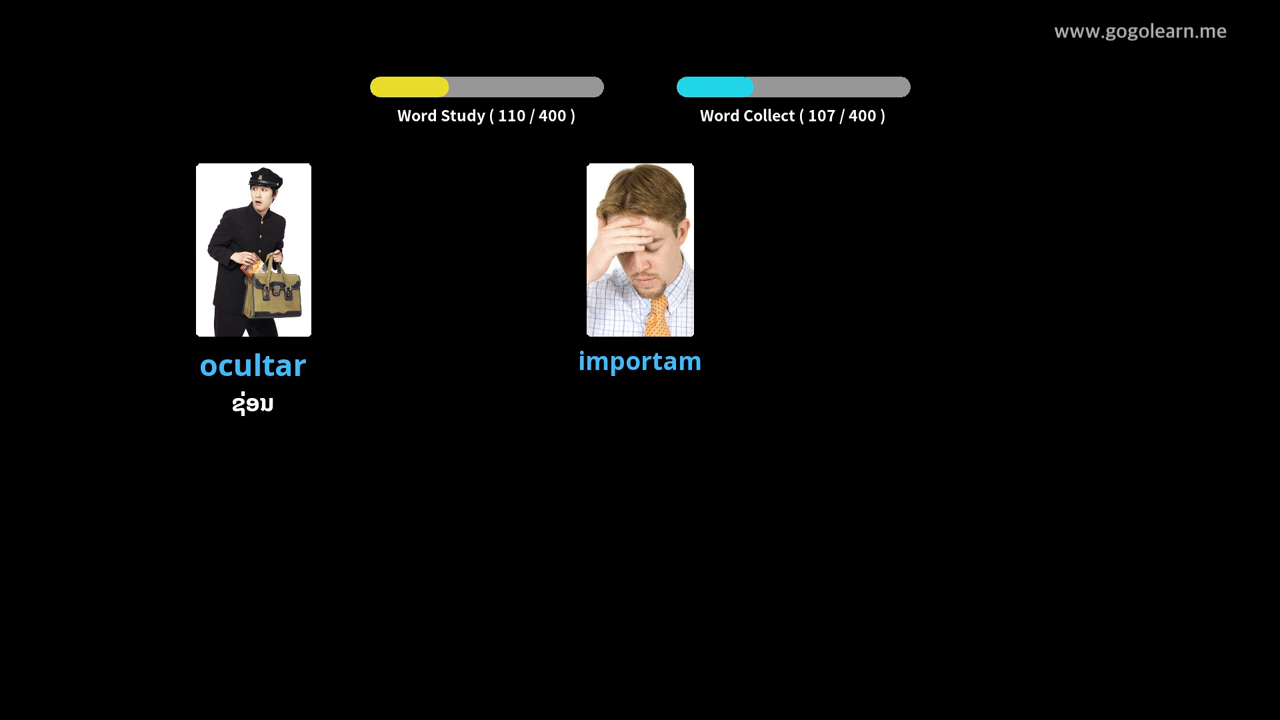 www.gogolearn.me
Word Study ( 110 / 400 )
Word Collect ( 107 / 400 )
ocultar
importam
ຊ່ອນ